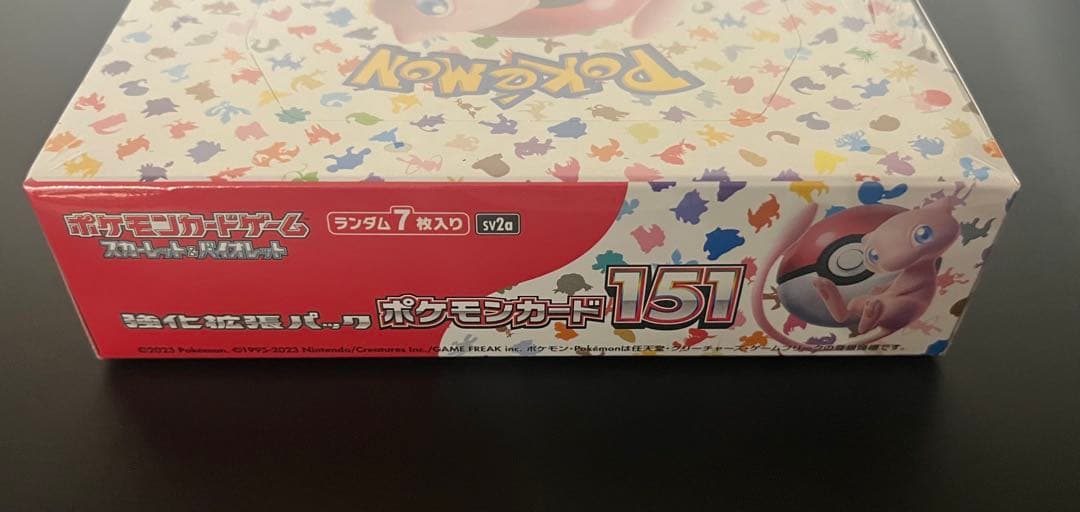 POKéMON
ポケモンカードゲーム
スカーレット&バイオレット
ランダム7枚入り
SV2a
強化拡張パック
ポケモンカード151
©2023 Pokémon. ©1995-2023 Nintendo/Creatures Inc./GAME FREAK inc. ポケモン・Pokémonは任天堂・クリーチャーズ・ゲームフリークの登録商標です。